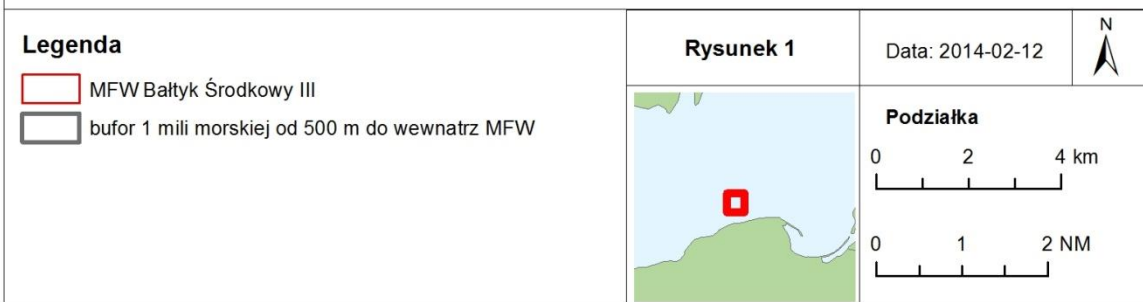 Legenda
MFW Bałtyk Środkowy III
bufor 1 mili morskiej od 500 m do wewnatrz MFW
Rysunek 1
Data: 2014-02-12
N
Podziałka
0 2 4 km
0 1 2 NM